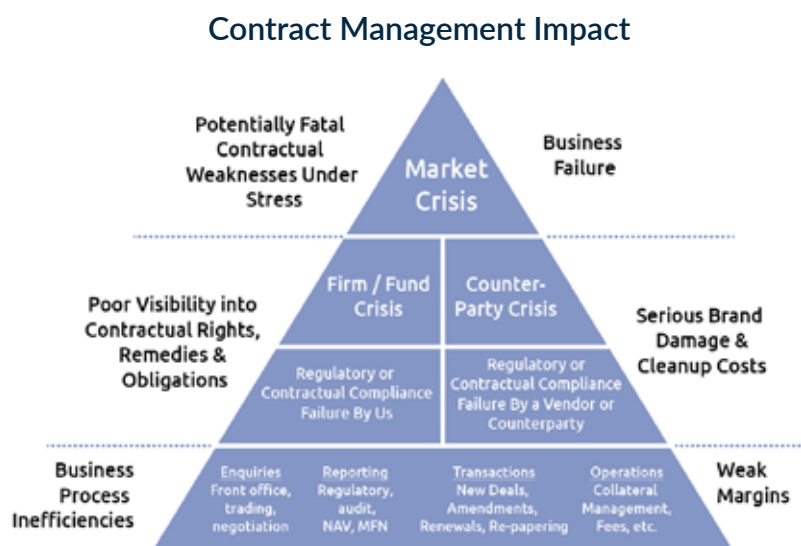 Contract Management Impact
Potentially Fatal
Contractual
Weaknesses Under
Stress
Market
Crisis
Business
Failure
Poor Visibility into
Contractual Rights,
Remedies &
Obligations
Firm / Fund
Crisis
Counter-
Party Crisis
Regulatory or
Contractual Compliance
Failure By Us
Regulatory or
Contractual Compliance
Failure By a Vendor or
Counterparty
Serious Brand
Damage &
Cleanup Costs
Business
Process
Inefficiencies
Enquiries
Front office,
trading,
negotiation
Reporting
Regulatory,
audit,
NAV, MFN
Transactions
New Deals,
Amendments,
Renewals, Re-papering
Operations
Collateral
Management,
Fees, etc.
Weak
Margins